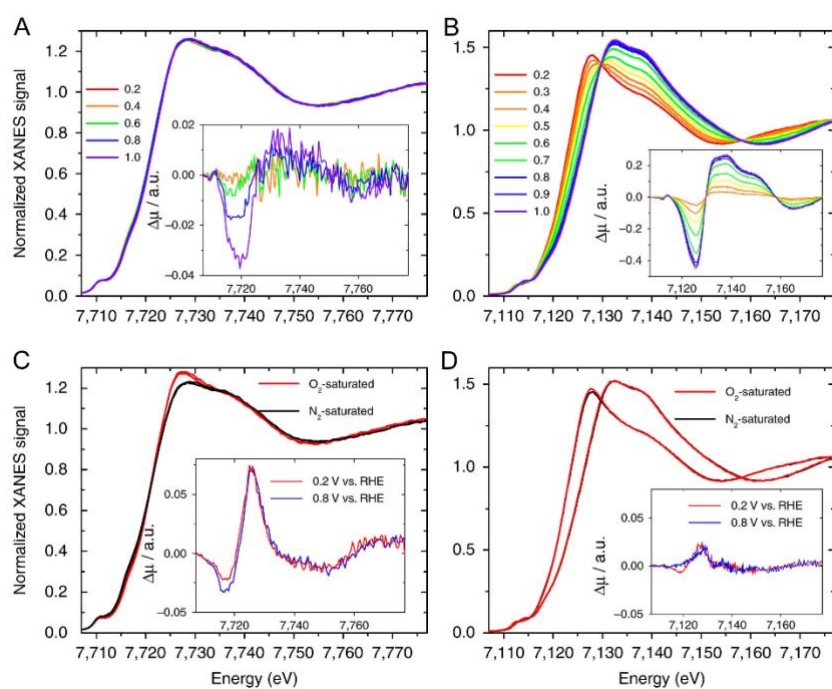 A
Normalized XANES signal
1.2
1.0
0.8
0.6
0.4
0.2
0.0
0.2
0.4
0.6
0.8
1.0
Δμ / a.u.
0.02
0.00
−0.02
−0.04
7,720
7,740
7,760
7,710 7,720 7,730 7,740 7,750 7,760 7,770
B
1.5
1.0
0.5
0.0
0.2
0.3
0.4
0.5
0.6
0.7
0.8
0.9
1.0
Δμ / a.u.
0.2
0.0
−0.2
−0.4
7,120
7,140
7,160
7,110 7,120 7,130 7,140 7,150 7,160 7,170
C
Normalized XANES signal
1.2
1.0
0.8
0.6
0.4
0.2
0.0
O₂-saturated
N₂-saturated
Δμ / a.u.
0.05
0.00
−0.05
0.2 V vs. RHE
0.8 V vs. RHE
7,720
7,740
7,760
7,710 7,720 7,730 7,740 7,750 7,760 7,770
Energy (eV)
D
1.5
1.0
0.5
0.0
O₂-saturated
N₂-saturated
Δμ / a.u.
0.05
0.00
−0.05
0.2 V vs. RHE
0.8 V vs. RHE
7,120
7,140
7,160
7,110 7,120 7,130 7,140 7,150 7,160 7,170
Energy (eV)